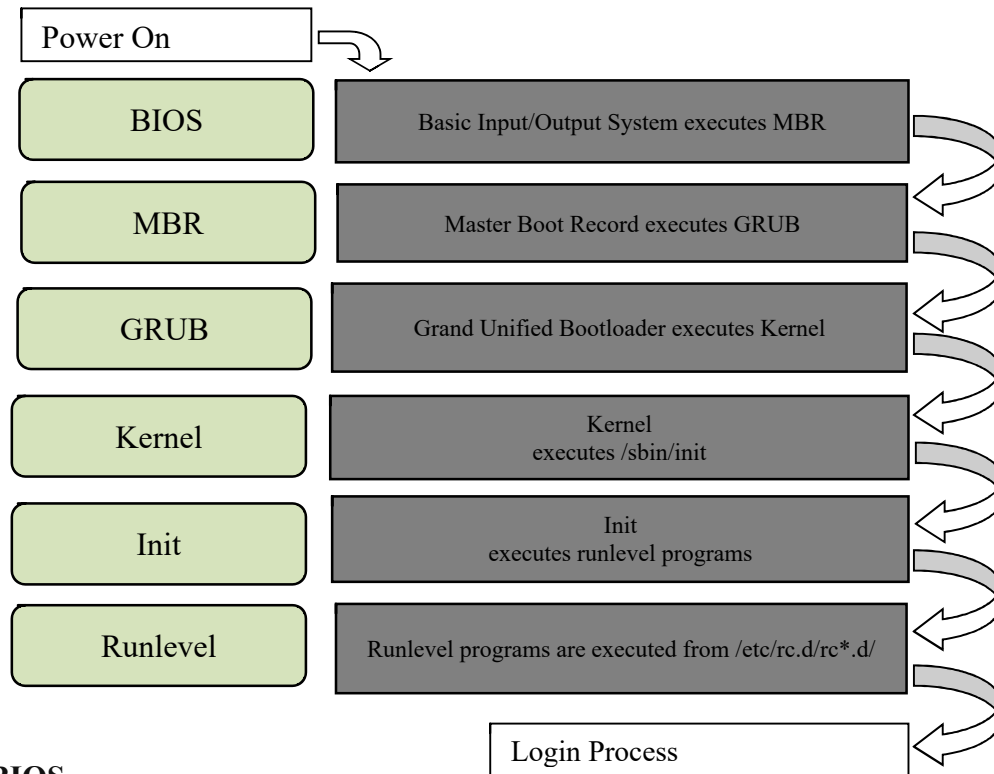 Power On
BIOS
Basic Input/Output System executes MBR
MBR
Master Boot Record executes GRUB
GRUB
Grand Unified Bootloader executes Kernel
Kernel
Kernel
executes /sbin/init
Init
Init
executes runlevel programs
Runlevel
Runlevel programs are executed from /etc/rc.d/rc*.d/
Login Process
BIOS